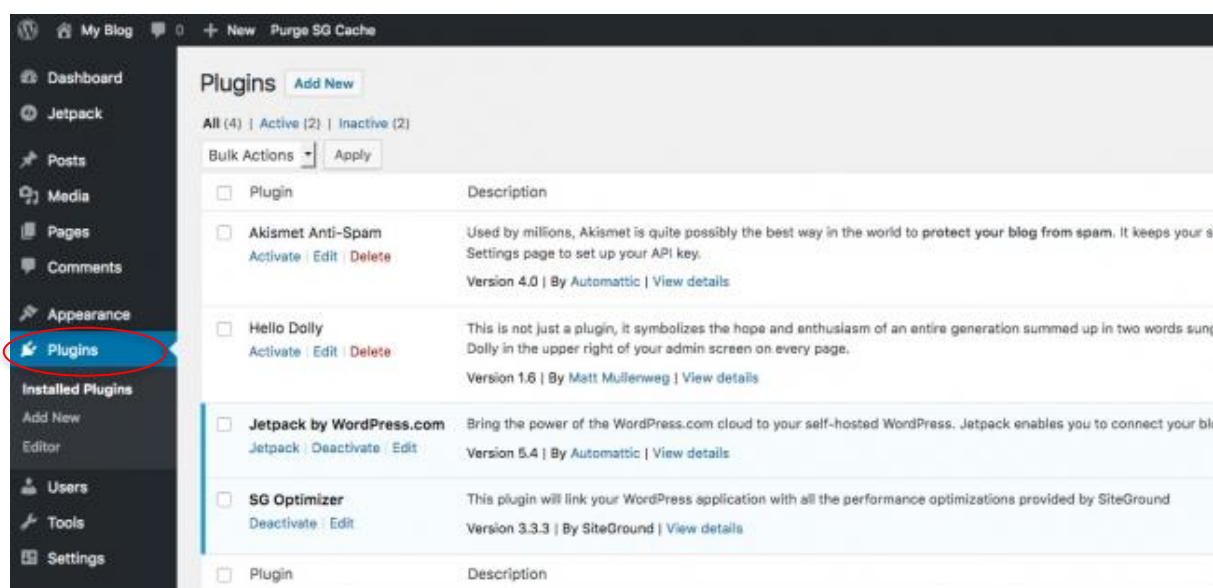 My Blog 0 + New Purge SG Cache
Dashboard
Jetpack
Posts
Media
Pages
Comments
Appearance
Plugins
Installed Plugins
Add New
Editor
Users
Tools
Settings
Plugins Add New
All (4) | Active (2) | Inactive (2)
Bulk Actions Apply
Plugin Description
Akismet Anti-Spam
Activate | Edit | Delete
Used by millions, Akismet is quite possibly the best way in the world to protect your blog from spam. It keeps your s
Settings page to set up your API key.
Version 4.0 | By Automattic | View details
Hello Dolly
Activate | Edit | Delete
This is not just a plugin, it symbolizes the hope and enthusiasm of an entire generation summed up in two words sung
Dolly in the upper right of your admin screen on every page.
Version 1.6 | By Matt Mullenweg | View details
Jetpack by WordPress.com
Jetpack | Deactivate | Edit
Bring the power of the WordPress.com cloud to your self-hosted WordPress. Jetpack enables you to connect your blo
Version 5.4 | By Automattic | View details
SG Optimizer
Deactivate | Edit
This plugin will link your WordPress application with all the performance optimizations provided by SiteGround
Version 3.3.3 | By SiteGround | View details
Plugin Description